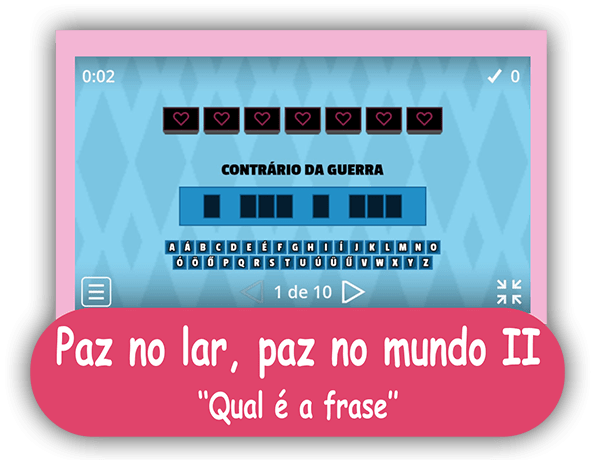 0:02 ✓ 0
CONTRÁRIO DA GUERRA
A Á B C D E É F G H I Í J K L M N O
Ó Ö Ő P Q R S T U Ú Ü Ű V W X Y Z
1 de 10
Paz no lar, paz no mundo II
“Qual é a frase”